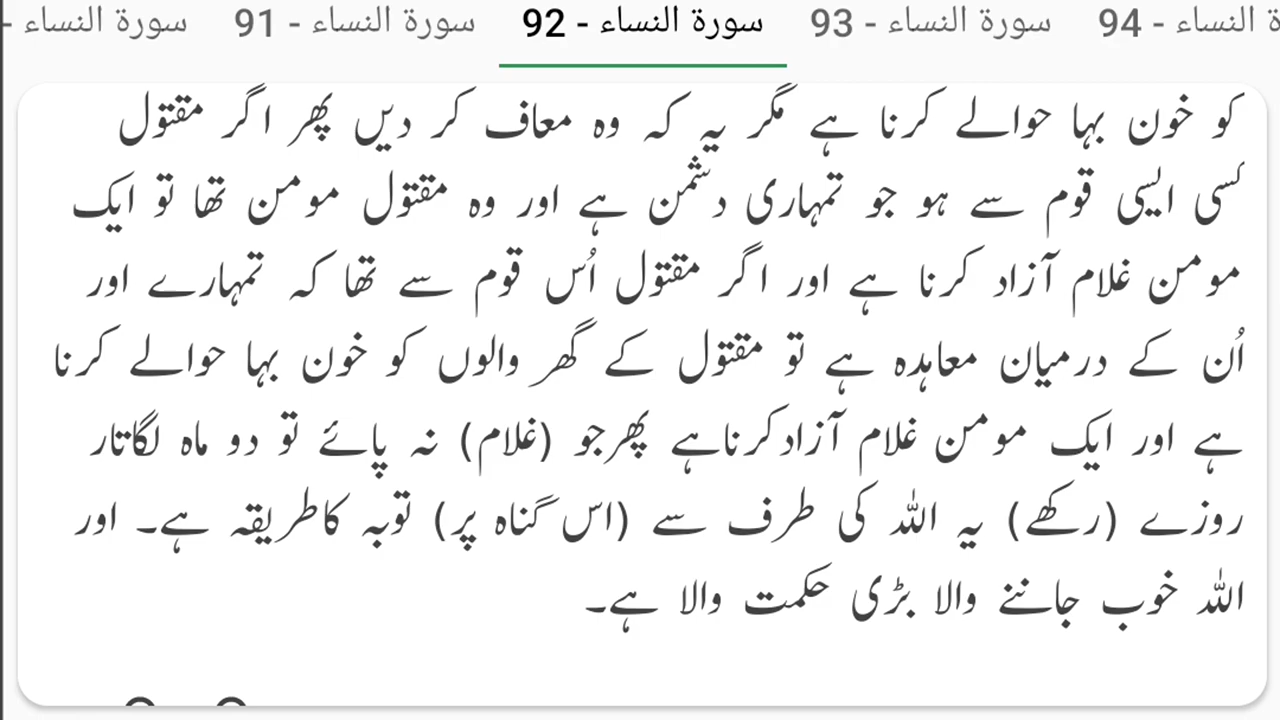 سورة النساء - 91 سورة النساء - 92 سورة النساء - 93 سورة النساء - 94 سورة النساء -
کو خون بہا حوالے کرنا ہے مگر یہ کہ وہ معاف کر دیں پھر اگر مقتول
کسی ایسی قوم سے ہو جو تمہاری دشمن ہے اور وہ مقتول مومن تھا تو ایک
مومن غلام آزاد کرنا ہے اور اگر مقتول اُس قوم سے تھا کہ تمہارے اور
اُن کے درمیان معاہدہ ہے تو مقتول کے گھر والوں کو خون بہا حوالے کرنا
ہے اور ایک مومن غلام آزادکرناہے پھرجو (غلام) نہ پائے تو دو ماہ لگاتار
روزے (رکھے) یہ اللہ کی طرف سے (اس گناہ پر) توبہ کاطریقہ ہے۔ اور
اللہ خوب جاننے والا بڑی حکمت والا ہے۔